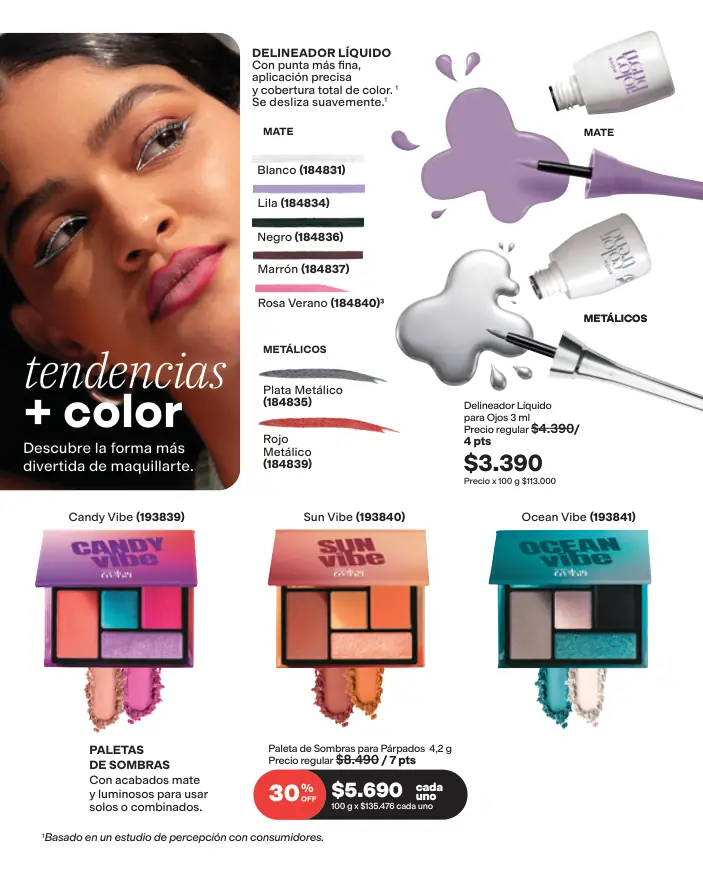 DELINEADOR LÍQUIDO
Con punta más fina,
aplicación precisa
y cobertura total de color. ¹
Se desliza suavemente.¹
MATE
Blanco (184831)
Lila (184834)
Negro (184836)
Marrón (184837)
Rosa Verano (184840)³
METÁLICOS
Plata Metálico
(184835)
Rojo
Metálico
(184839)
color
trend
MATE
color
trend
METÁLICOS
Delineador Líquido
para Ojos 3 ml
Precio regular $4.390/
4 pts
$3.390
Precio x 100 g $113.000
tendencias
+ color
Descubre la forma más
divertida de maquillarte.
Candy Vibe (193839)
CANDY
VIBe
Sun Vibe (193840)
SUN
VIBe
Ocean Vibe (193841)
OCEAN
VIBe
PALETAS
DE SOMBRAS
Con acabados mate
y luminosos para usar
solos o combinados.
Paleta de Sombras para Párpados 4,2 g
Precio regular $8.490 / 7 pts
30% OFF
$5.690 cada uno
100 g x $135.476 cada uno
¹Basado en un estudio de percepción con consumidores.